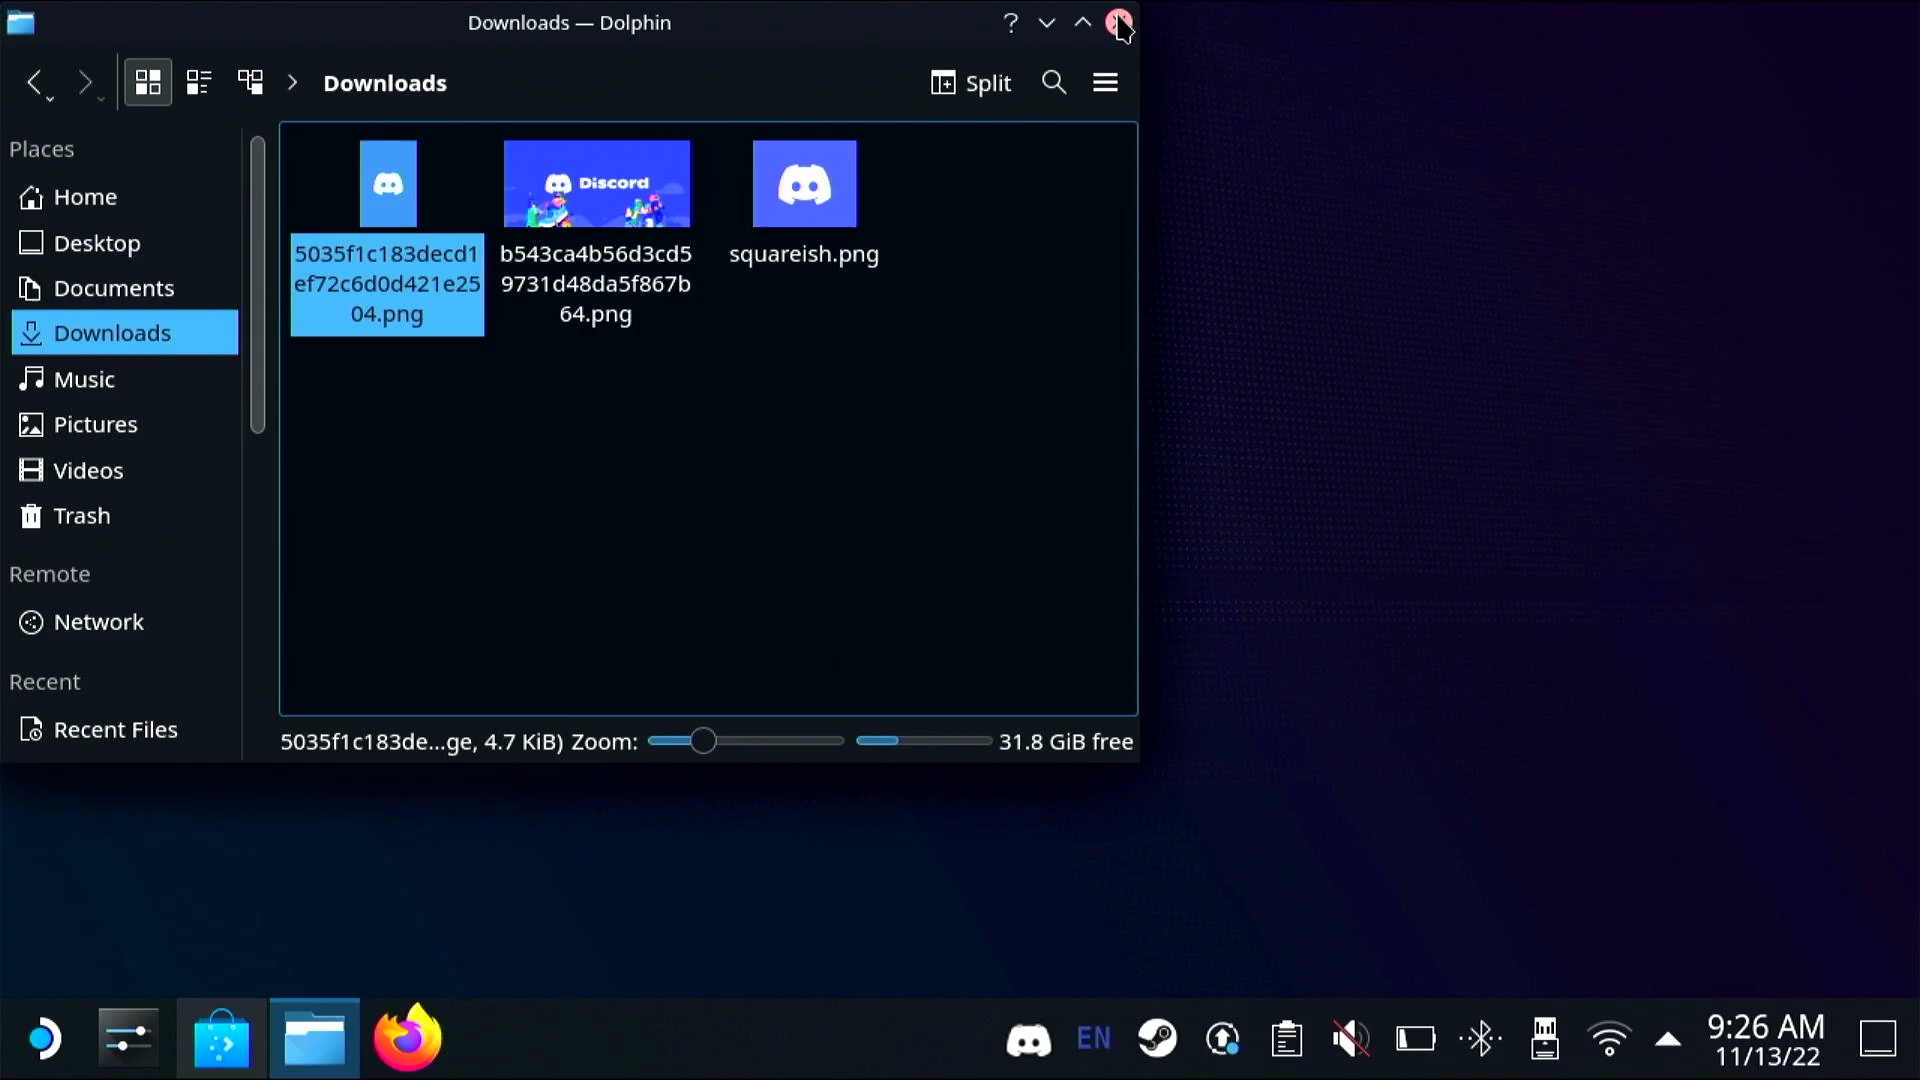 Downloads — Dolphin
Downloads
Split
Places
Home
Desktop
Documents
Downloads
Music
Pictures
Videos
Trash
Remote
Network
Recent
Recent Files
Discord
5035f1c183decd1
ef72c6d0d421e25
04.png
b543ca4b56d3cd5
9731d48da5f867b
64.png
squareish.png
5035f1c183de...ge, 4.7 KiB) Zoom:
31.8 GiB free
EN
9:26 AM
11/13/22